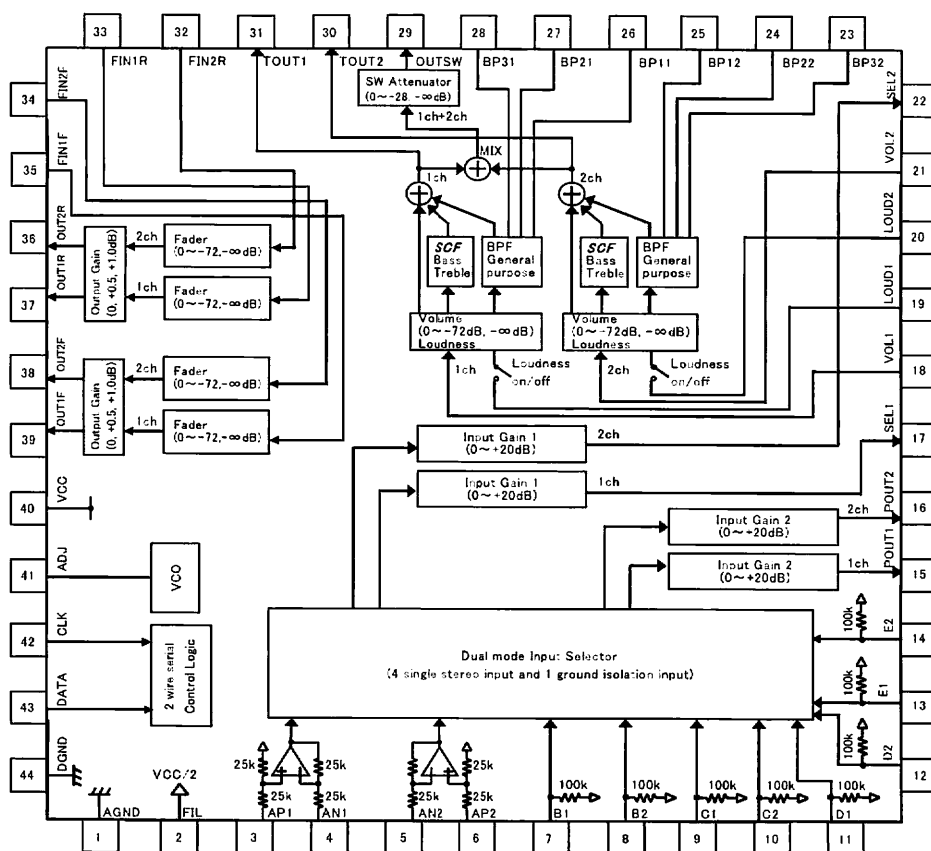 33 32 31 30 29 28 27 26 25 24 23
FIN1R FIN2R TOUT1 TOUT2 OUTSW BP31 BP21 BP11 BP12 BP22 BP32
34 FIN2F
35 FIN1F
36 OUT2R
37 OUT1R
38 OUT2F
39 OUT1F
40 VCC
41 ADJ
42 CLK
43 DATA
44 DGND
SEL2 22
VOL2 21
LOUD2 20
LOUD1 19
VOL1 18
SEL1 17
POUT2 16
POUT1 15
E2 14
E1 13
D2 12
SW Attenuator
(0~-28, -∞dB)
1ch+2ch
MIX
1ch
2ch
Output Gain
(0, +0.5, +1.0dB)
2ch
Fader
(0~-72,-∞dB)
1ch
Fader
(0~-72,-∞dB)
Output Gain
(0, +0.5, +1.0dB)
2ch
Fader
(0~-72,-∞dB)
1ch
Fader
(0~-72,-∞dB)
SCF
Bass
Treble
BPF
General
purpose
SCF
Bass
Treble
BPF
General
purpose
Volume
(0~-72dB, -∞dB)
Loudness
Volume
(0~-72dB, -∞dB)
Loudness
1ch
Loudness
on/off
2ch
Loudness
on/off
Input Gain 1
(0~+20dB)
2ch
Input Gain 1
(0~+20dB)
1ch
Input Gain 2
(0~+20dB)
2ch
Input Gain 2
(0~+20dB)
1ch
VCO
2 wire serial
Control Logic
Dual mode Input Selector
(4 single stereo input and 1 ground isolation input)
100k
100k
100k
VCC/2
25k 25k 25k 25k
25k 25k 25k 25k
100k 100k 100k 100k 100k
AGND FIL AP1 AN1 AN2 AP2 B1 B2 C1 C2 D1
1 2 3 4 5 6 7 8 9 10 11